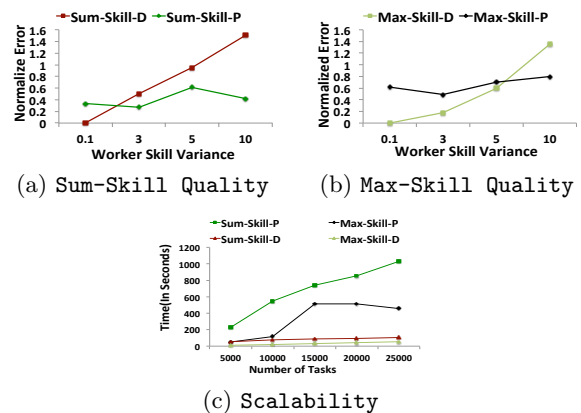 Sum-Skill-D Sum-Skill-P
Normalize Error
1.6
1.4
1.2
1
0.8
0.6
0.4
0.2
0
0.1 3 5 10
Worker Skill Variance
(a) Sum-Skill Quality
Max-Skill-D Max-Skill-P
Normalized Error
1.6
1.4
1.2
1
0.8
0.6
0.4
0.2
0
0.1 3 5 10
Worker Skill Variance
(b) Max-Skill Quality
Sum-Skill-P Max-Skill-P
Sum-Skill-D Max-Skill-D
Time(In Seconds)
1200
1000
800
600
400
200
0
5000 10000 15000 20000 25000
Number of Tasks
(c) Scalability